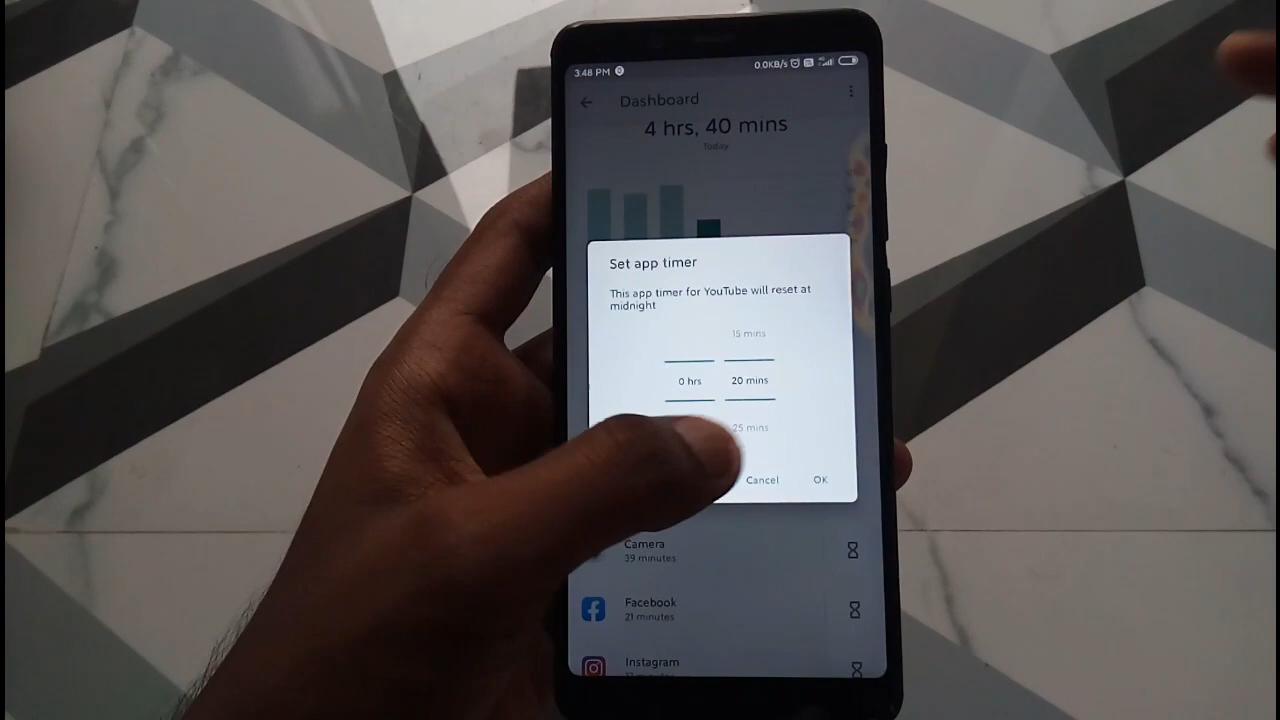 3:48 PM
0.0KB/s
Dashboard
4 hrs, 40 mins
Today
Set app timer
This app timer for YouTube will reset at
midnight
15 mins
0 hrs 20 mins
25 mins
Cancel OK
Camera
39 minutes
Facebook
21 minutes
Instagram
minutes